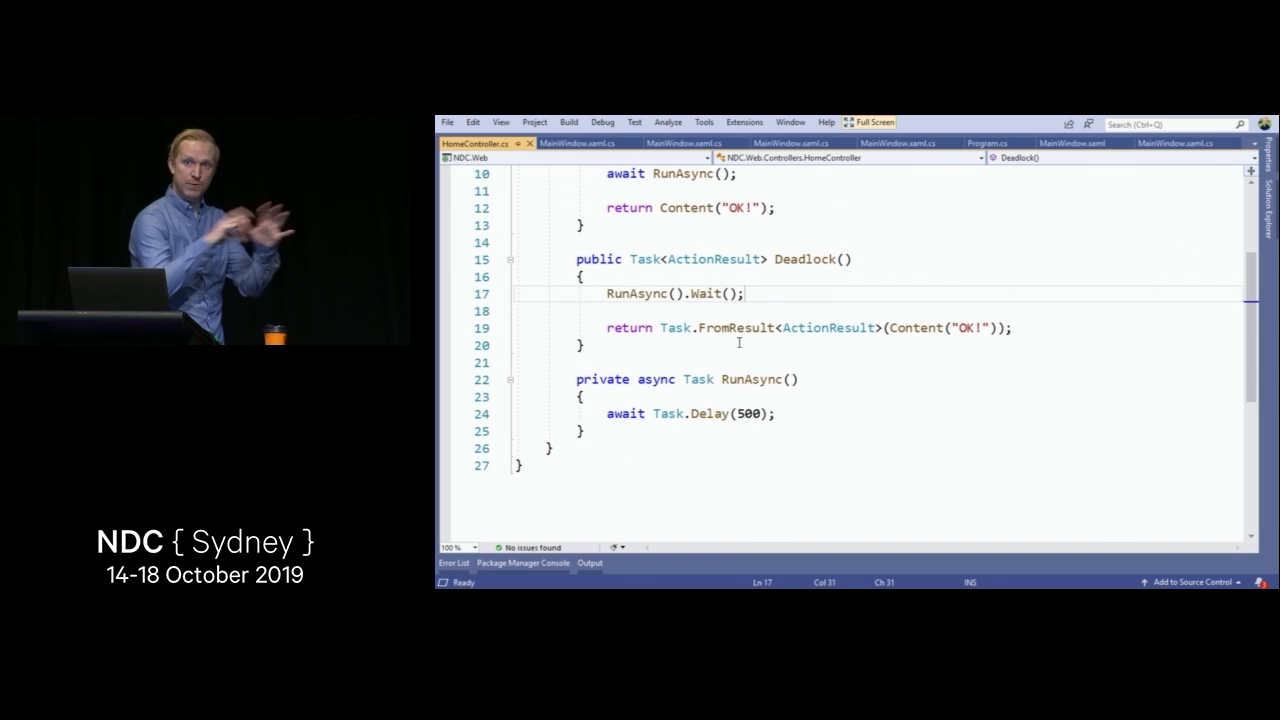 File Edit View Project Build Debug Test Analyze Tools Extensions Window Help Full Screen Search (Ctrl+Q)
HomeController.cs MainWindow.xaml.cs MainWindow.xaml.cs MainWindow.xaml.cs MainWindow.xaml.cs Program.cs MainWindow.xaml MainWindow.xaml.cs
NDC.Web NDC.Web.Controllers.HomeController Deadlock()
10 await RunAsync();
11
12 return Content("OK!");
13 }
14
15 public Task<ActionResult> Deadlock()
16 {
17 RunAsync().Wait();
18
19 return Task.FromResult<ActionResult>(Content("OK!"));
20 }
21
22 private async Task RunAsync()
23 {
24 await Task.Delay(500);
25 }
26 }
27 }
Properties
Solution Explorer
100 % No issues found
Error List Package Manager Console Output
Ready Ln 17 Col 31 Ch 31 INS Add to Source Control 3
NDC { Sydney }
14-18 October 2019